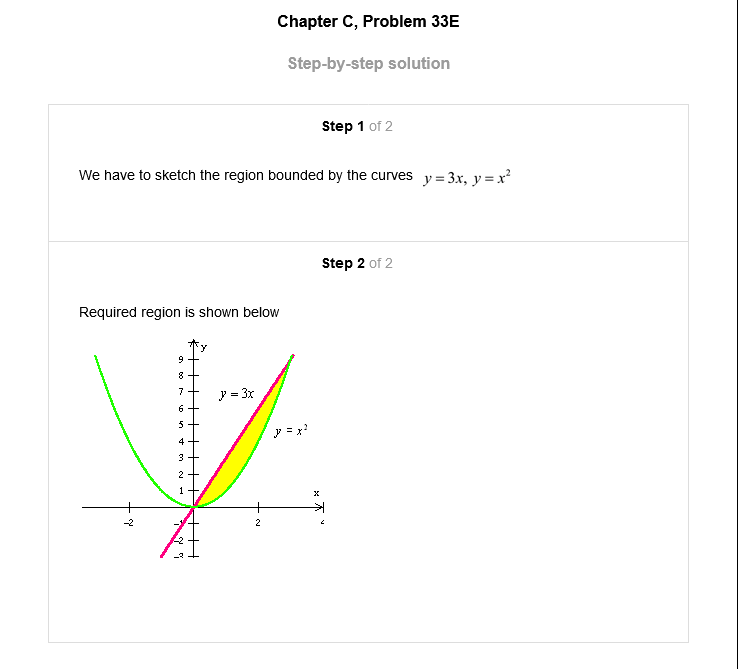 Chapter C, Problem 33E
Step-by-step solution
Step 1 of 2
We have to sketch the region bounded by the curves y = 3x, y = x²
Step 2 of 2
Required region is shown below
y
9
8
7
y = 3x
6
5
y = x²
4
3
2
1
x
-2
-1
2
4
-2
-3